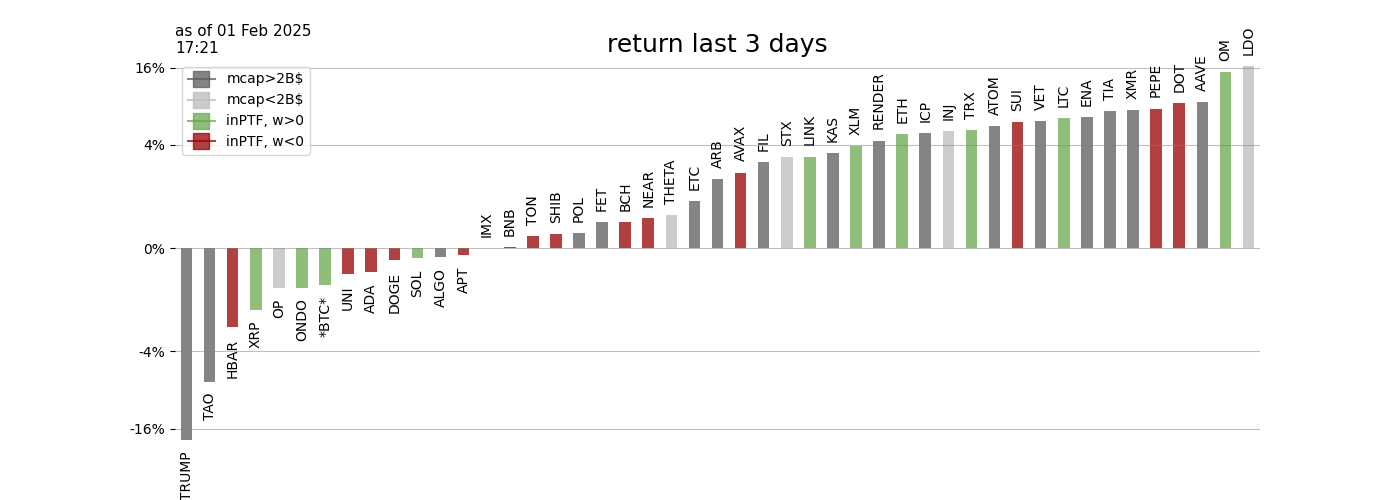 as of 01 Feb 2025
17:21
return last 3 days
mcap>2B$
mcap<2B$
inPTF, w>0
inPTF, w<0
16%
4%
0%
-4%
-16%
TRUMP
TAO
HBAR
XRP
OP
ONDO
*BTC*
UNI
ADA
DOGE
SOL
ALGO
APT
IMX
BNB
TON
SHIB
POL
FET
BCH
NEAR
THETA
ETC
ARB
AVAX
FIL
STX
LINK
KAS
XLM
RENDER
ETH
ICP
INJ
TRX
ATOM
SUI
VET
LTC
ENA
TIA
XMR
PEPE
DOT
AAVE
OM
LDO